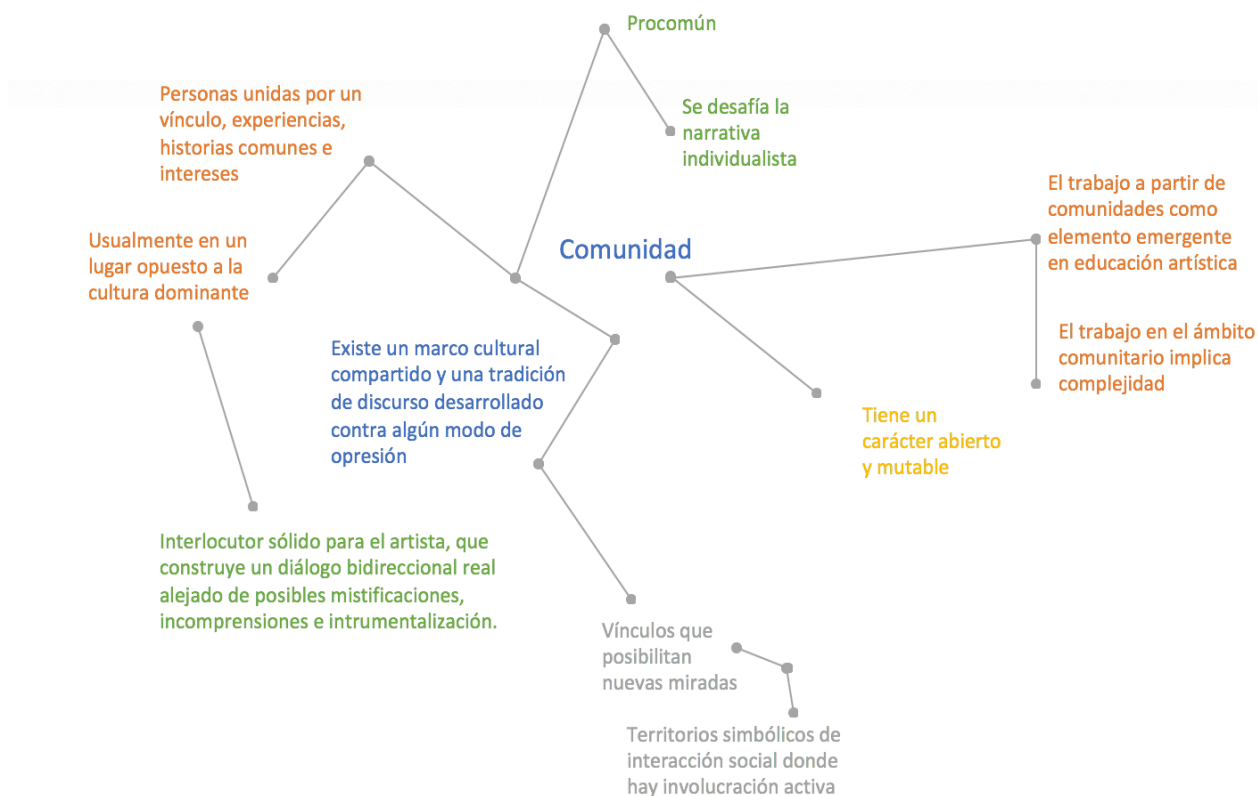 Procomún
Personas unidas por un
vínculo, experiencias,
historias comunes e
intereses
Se desafía la
narrativa
individualista
El trabajo a partir de
comunidades como
elemento emergente
en educación artística
Usualmente en un
lugar opuesto a la
cultura dominante
Comunidad
El trabajo en el ámbito
comunitario implica
complejidad
Existe un marco cultural
compartido y una tradición
de discurso desarrollado
contra algún modo de
opresión
Tiene un
carácter abierto
y mutable
Interlocutor sólido para el artista, que
construye un diálogo bidireccional real
alejado de posibles mistificaciones,
incomprensiones e intrumentalización.
Vínculos que
posibilitan
nuevas miradas
Territorios simbólicos de
interacción social donde
hay involucración activa